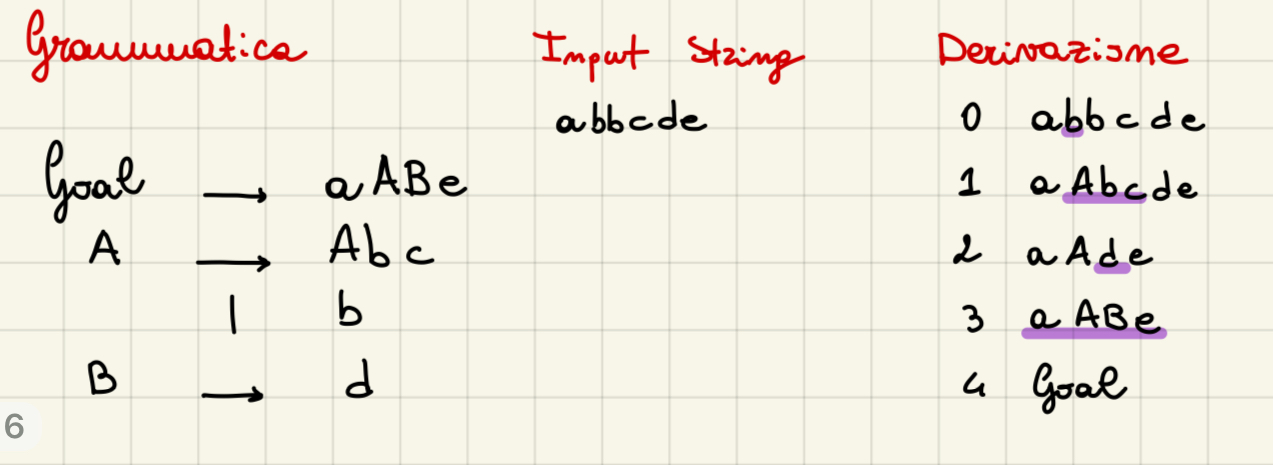 Grammatica Input String Derivazione
abbcde 0 abbcde
Goal → aABe 1 aAbcde
A → Abc 2 aAde
| b 3 aABe
B → d 4 Goal
6